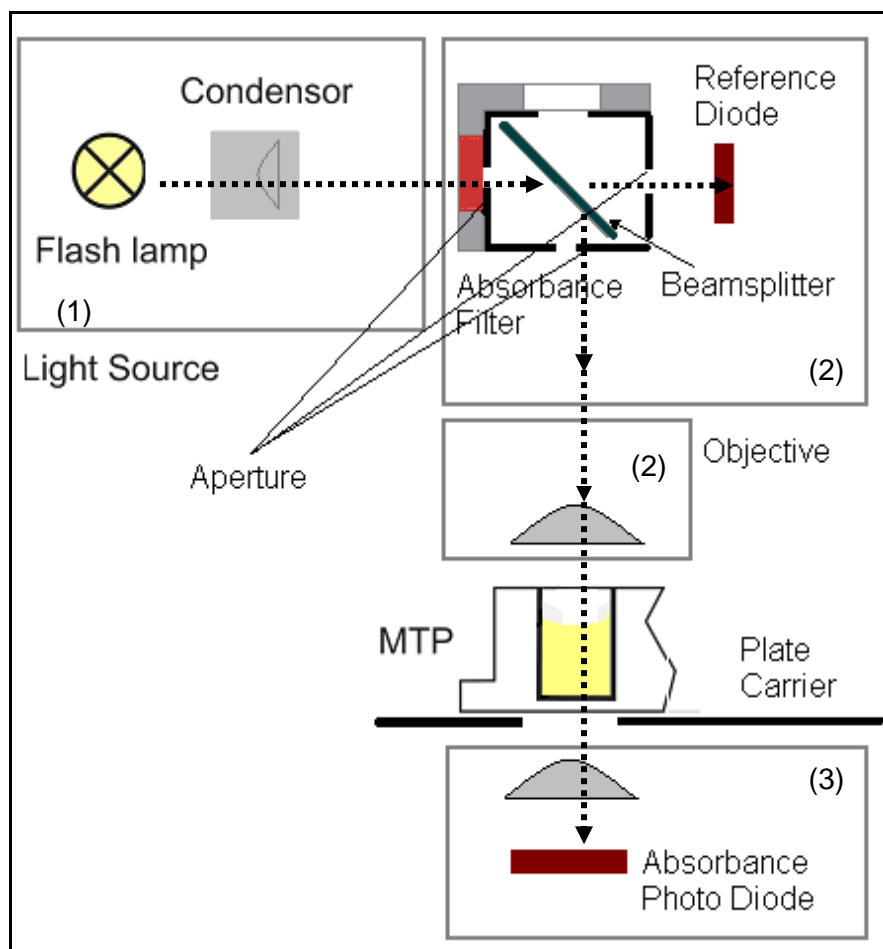 Condensor
Flash lamp
(1)
Light Source
Reference
Diode
Absorbance
Filter
Beamsplitter
(2)
Aperture
(2)
Objective
MTP
Plate
Carrier
(3)
Absorbance
Photo Diode